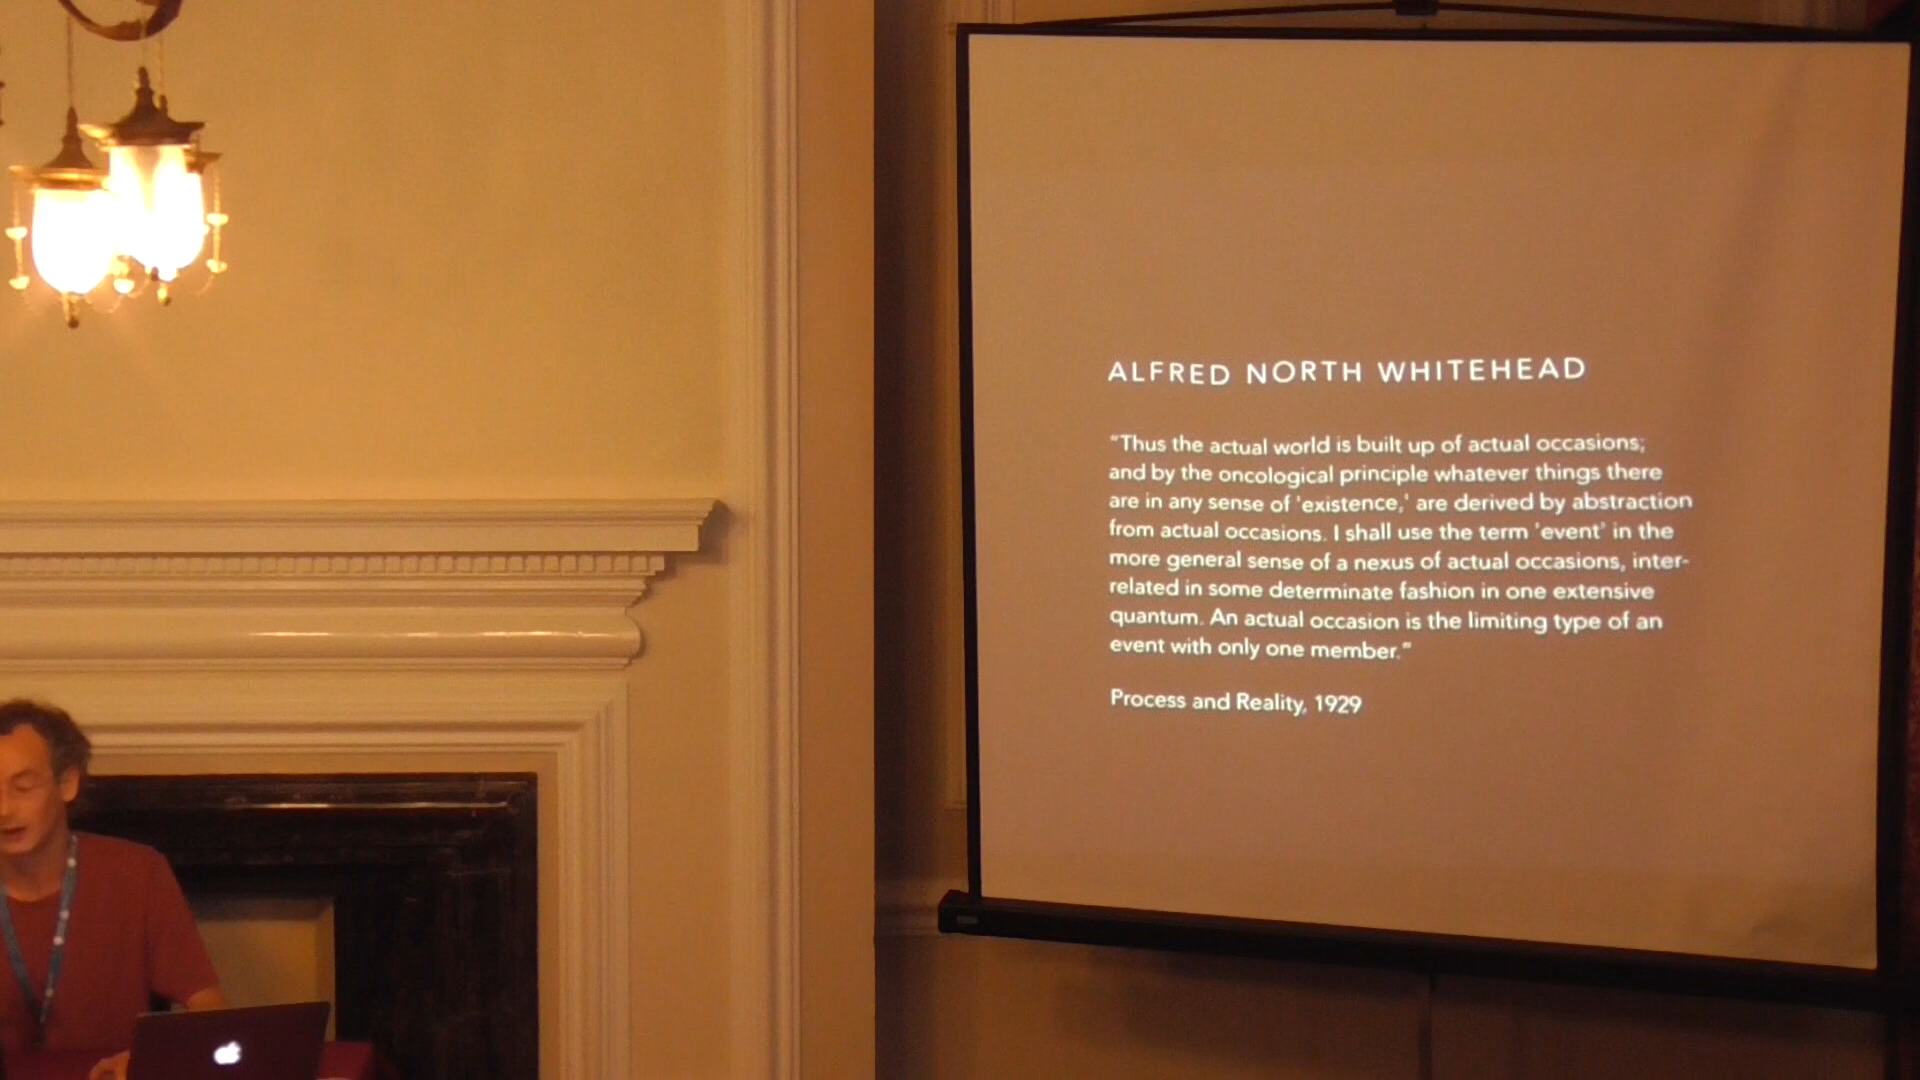 ALFRED NORTH WHITEHEAD
"Thus the actual world is built up of actual occasions;
and by the oncological principle whatever things there
are in any sense of 'existence,' are derived by abstraction
from actual occasions. I shall use the term 'event' in the
more general sense of a nexus of actual occasions, inter-
related in some determinate fashion in one extensive
quantum. An actual occasion is the limiting type of an
event with only one member."
Process and Reality, 1929